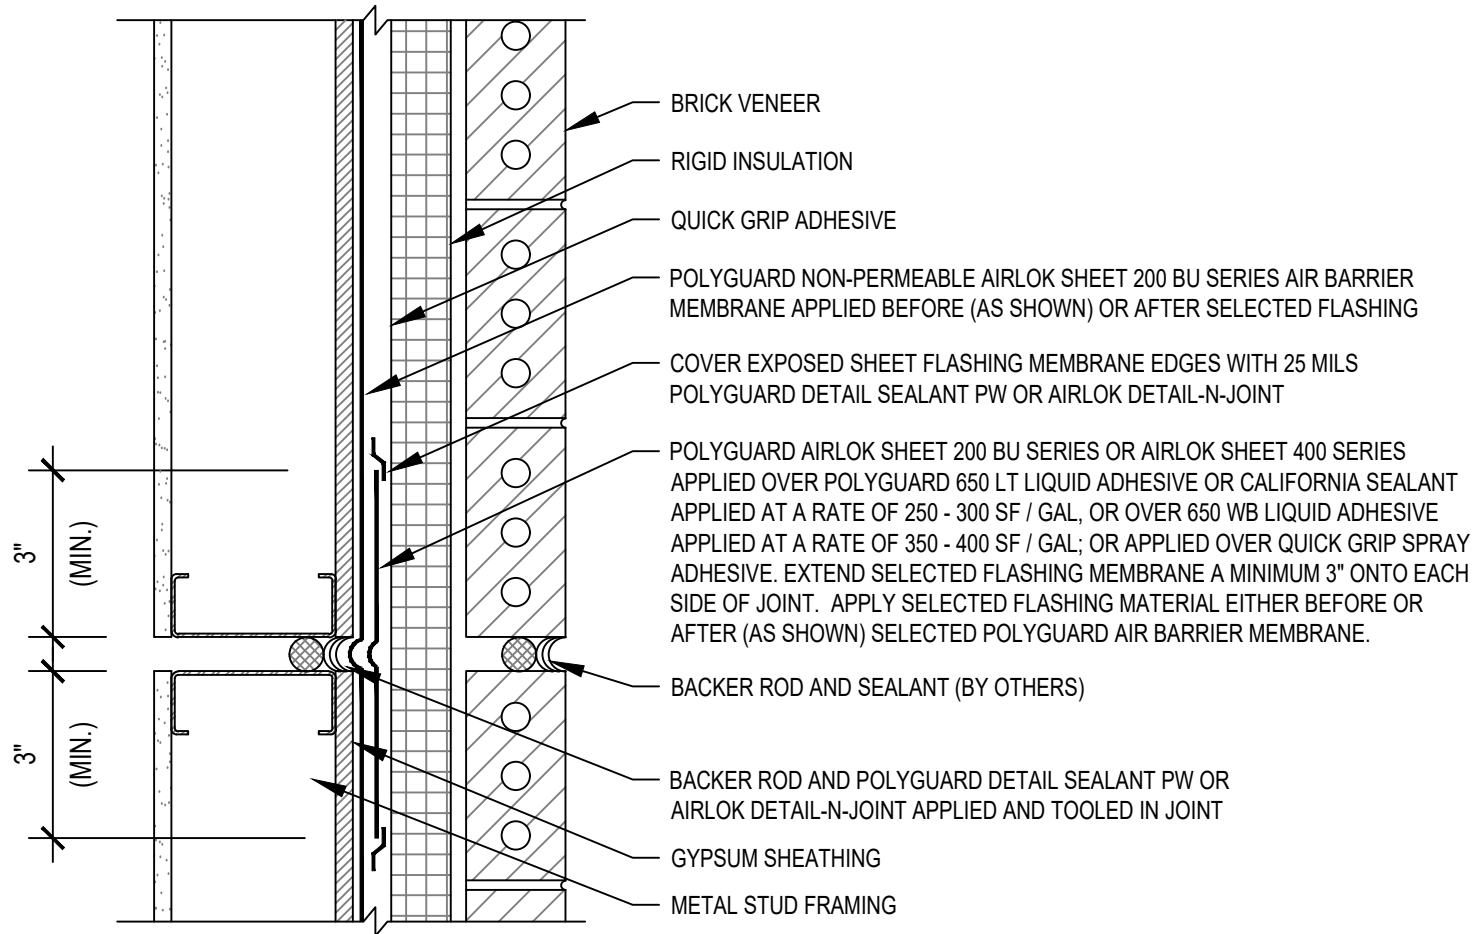 BRICK VENEER
RIGID INSULATION
QUICK GRIP ADHESIVE
POLYGUARD NON-PERMEABLE AIRLOK SHEET 200 BU SERIES AIR BARRIER
MEMBRANE APPLIED BEFORE (AS SHOWN) OR AFTER SELECTED FLASHING
COVER EXPOSED SHEET FLASHING MEMBRANE EDGES WITH 25 MILS
POLYGUARD DETAIL SEALANT PW OR AIRLOK DETAIL-N-JOINT
POLYGUARD AIRLOK SHEET 200 BU SERIES OR AIRLOK SHEET 400 SERIES
APPLIED OVER POLYGUARD 650 LT LIQUID ADHESIVE OR CALIFORNIA SEALANT
APPLIED AT A RATE OF 250 - 300 SF / GAL, OR OVER 650 WB LIQUID ADHESIVE
APPLIED AT A RATE OF 350 - 400 SF / GAL; OR APPLIED OVER QUICK GRIP SPRAY
ADHESIVE. EXTEND SELECTED FLASHING MEMBRANE A MINIMUM 3" ONTO EACH
SIDE OF JOINT. APPLY SELECTED FLASHING MATERIAL EITHER BEFORE OR
AFTER (AS SHOWN) SELECTED POLYGUARD AIR BARRIER MEMBRANE.
BACKER ROD AND SEALANT (BY OTHERS)
BACKER ROD AND POLYGUARD DETAIL SEALANT PW OR
AIRLOK DETAIL-N-JOINT APPLIED AND TOOLED IN JOINT
GYPSUM SHEATHING
METAL STUD FRAMING
3"
(MIN.)
3"
(MIN.)